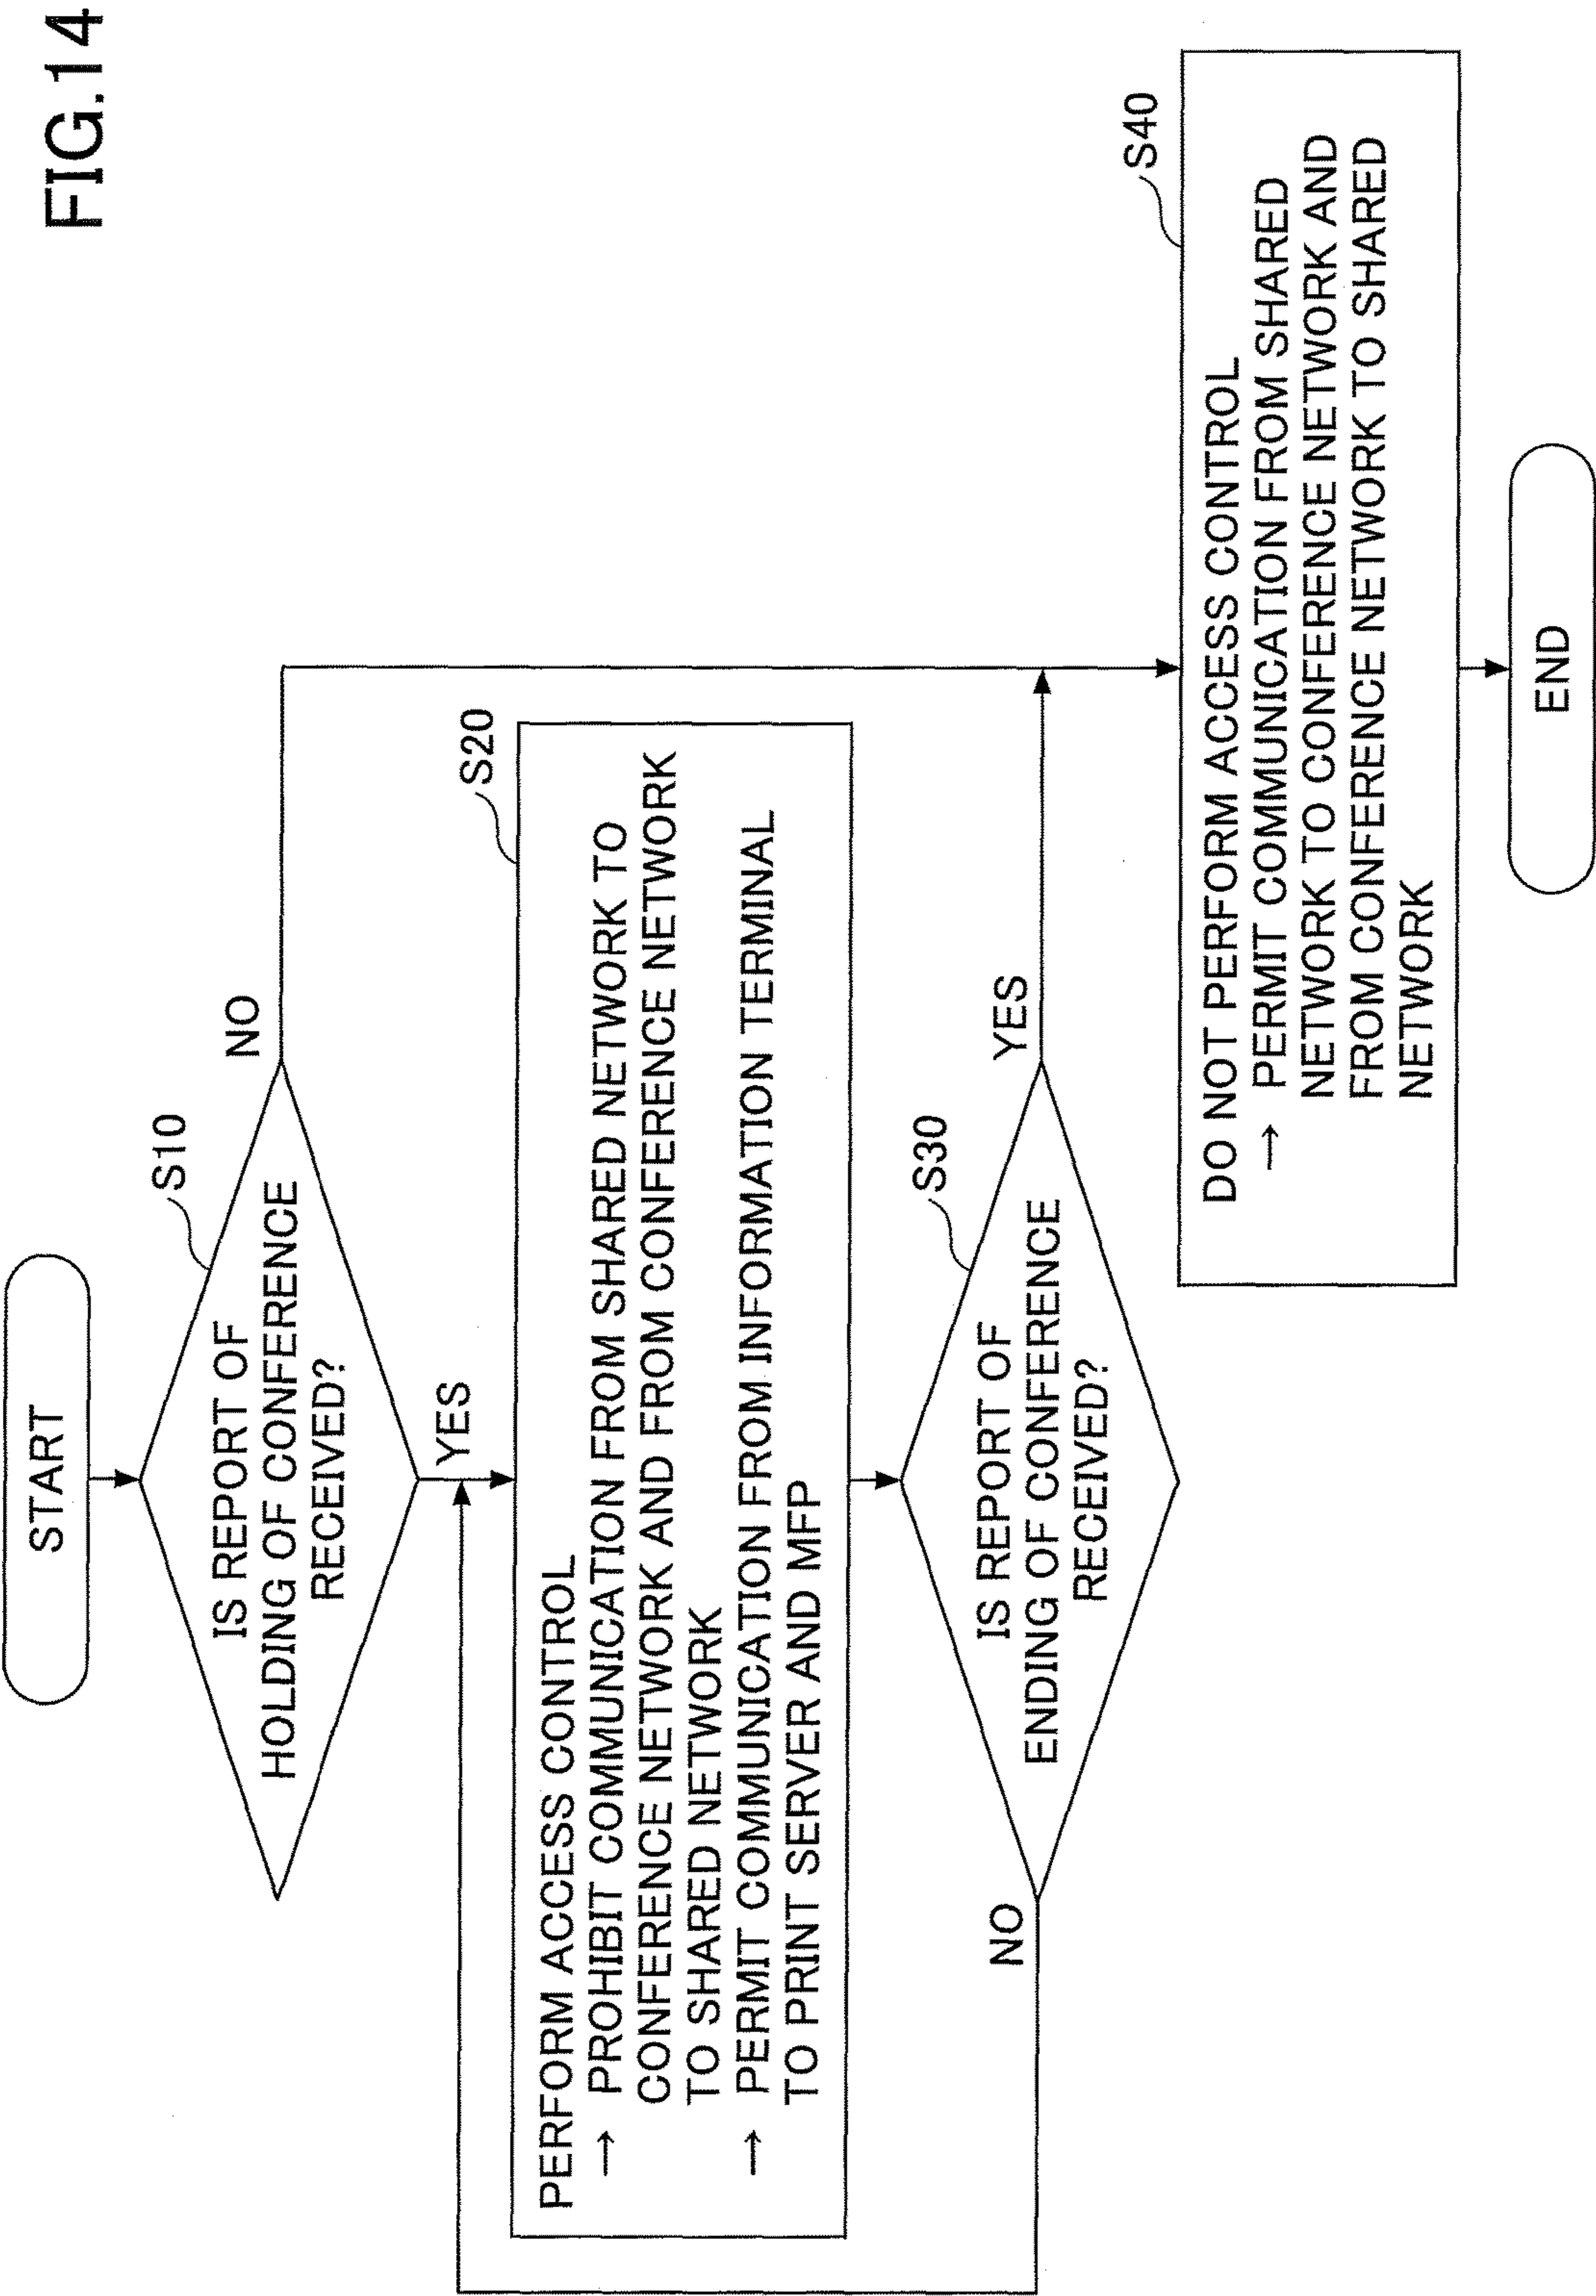 FIG.14
START
S10
IS REPORT OF
HOLDING OF CONFERENCE
RECEIVED?
NO
YES
S20
PERFORM ACCESS CONTROL
→ PROHIBIT COMMUNICATION FROM SHARED NETWORK TO
CONFERENCE NETWORK AND FROM CONFERENCE NETWORK
TO SHARED NETWORK
→ PERMIT COMMUNICATION FROM INFORMATION TERMINAL
TO PRINT SERVER AND MFP
S30
IS REPORT OF
ENDING OF CONFERENCE
RECEIVED?
NO
YES
S40
DO NOT PERFORM ACCESS CONTROL
→ PERMIT COMMUNICATION FROM SHARED
NETWORK TO CONFERENCE NETWORK AND
FROM CONFERENCE NETWORK TO SHARED
NETWORK
END